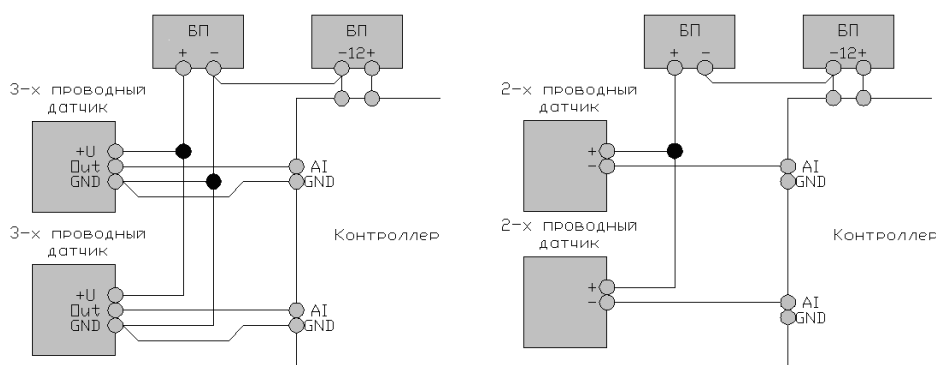 БП
+ -
БП
-12+
3-х проводный
датчик
+U
Out
GND
AI
GND
3-х проводный
датчик
Контроллер
+U
Out
GND
AI
GND
БП
+ -
БП
-12+
2-х проводный
датчик
+
-
AI
GND
2-х проводный
датчик
Контроллер
+
-
AI
GND